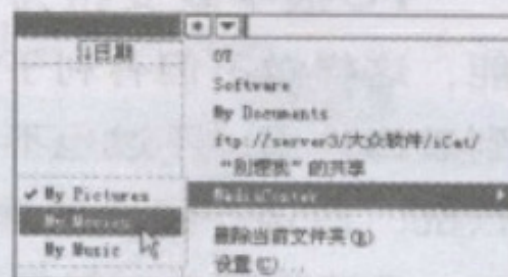 日期
OT
Software
My Documents
ftp://server3/大众软件/iCat/
“别理我”的共享
MediaCenter
✔ My Pictures
My Movies
My Music
删除当前文件夹(D)
设置(C)...